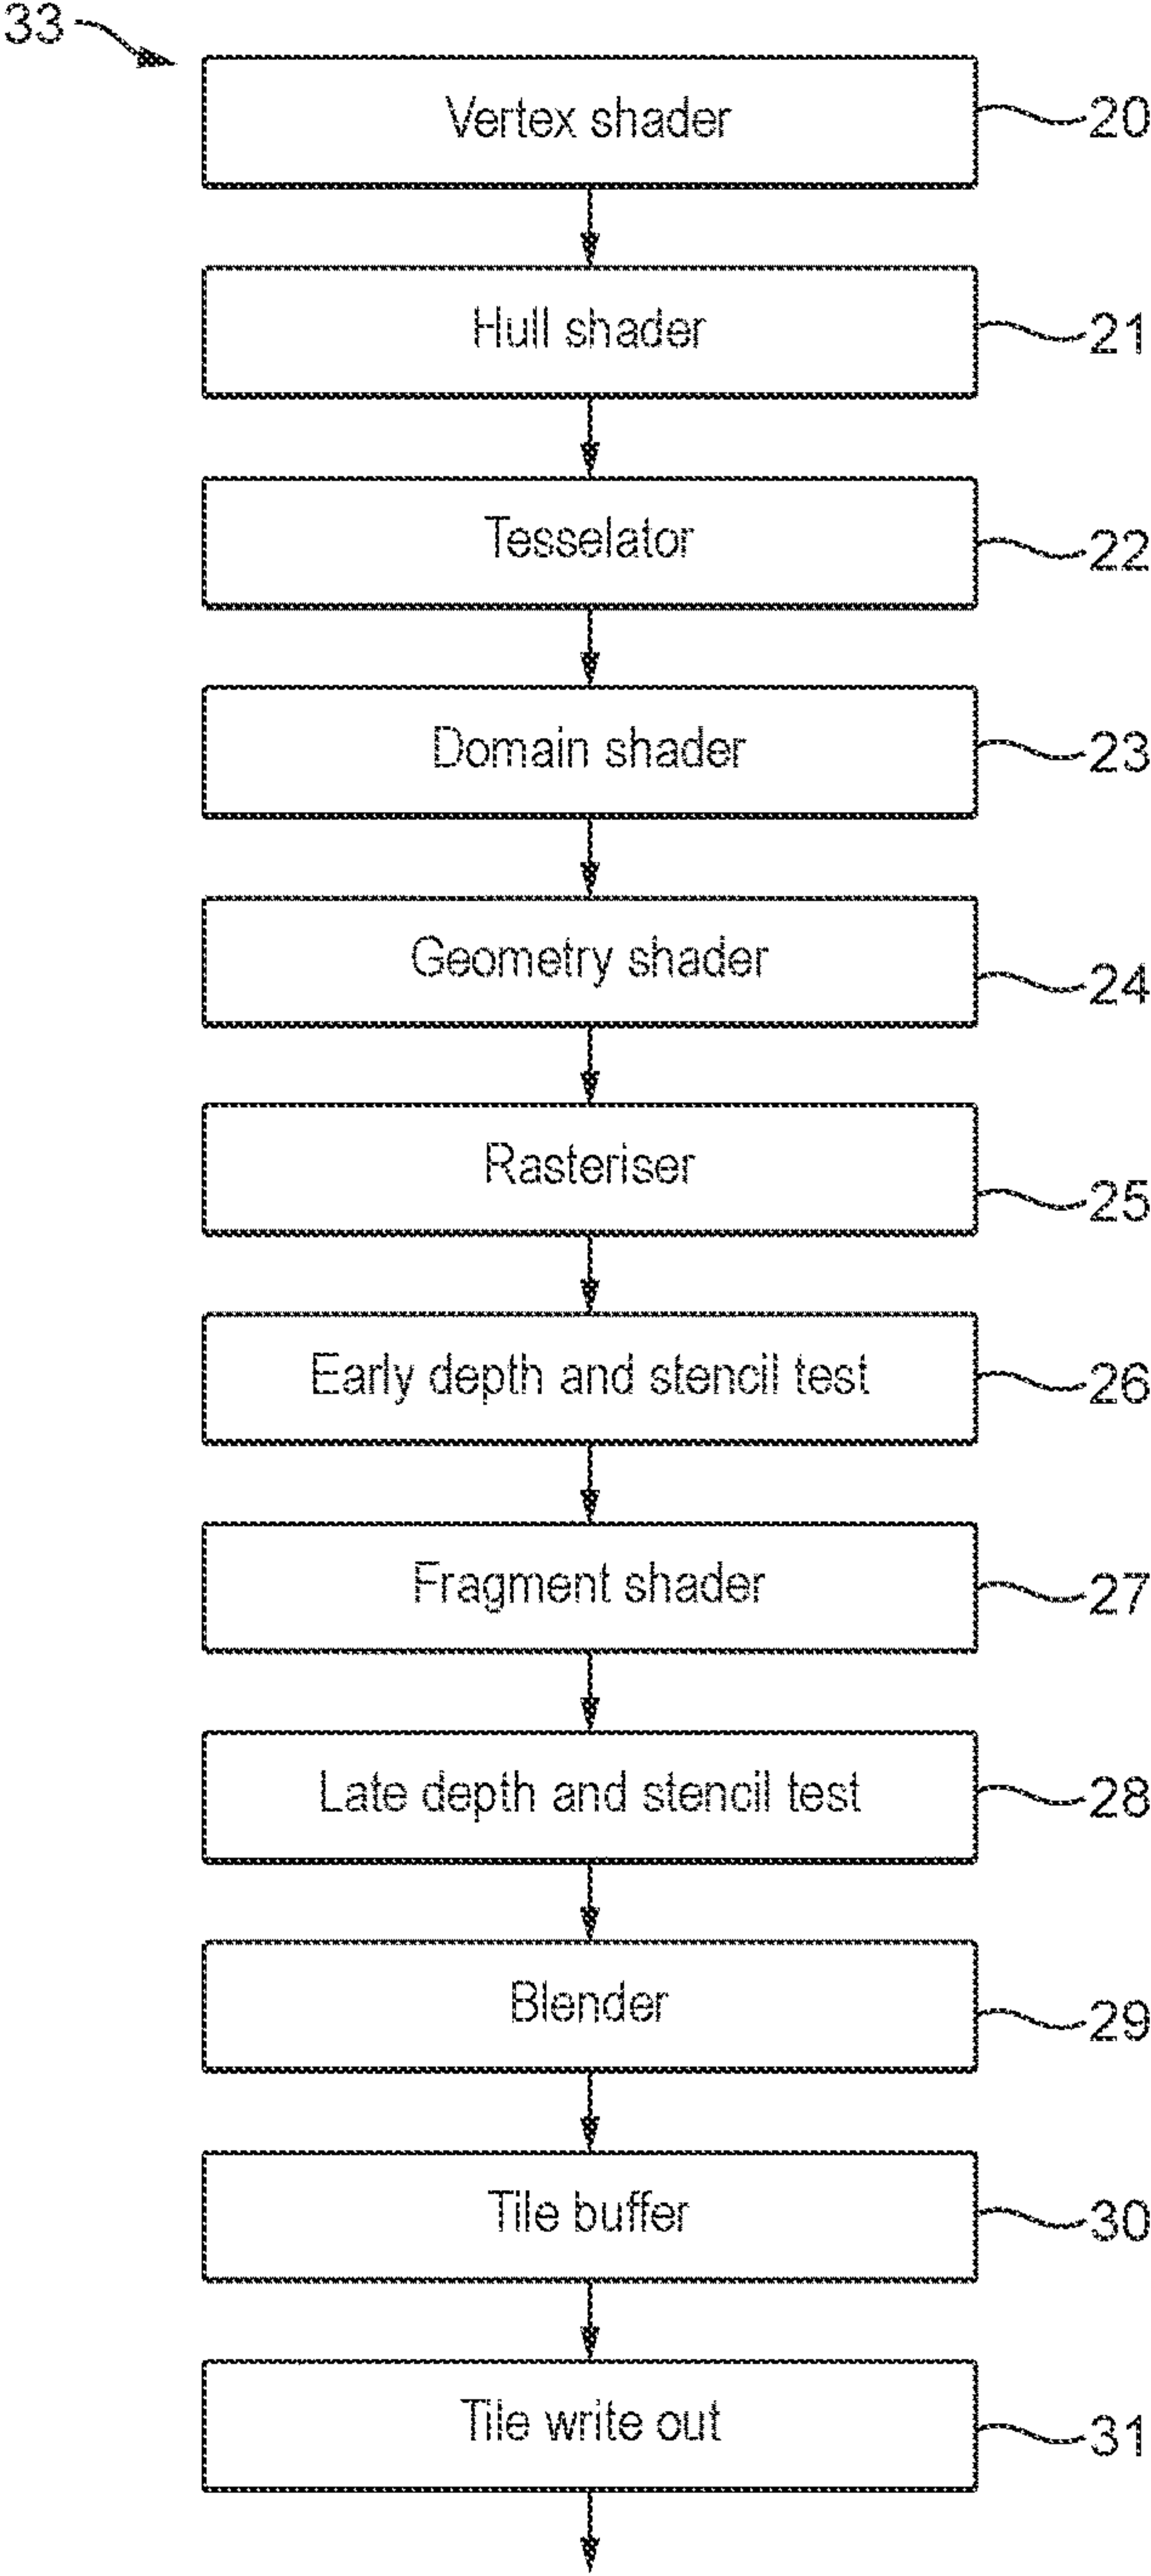 33
Vertex shader 20
Hull shader 21
Tesselator 22
Domain shader 23
Geometry shader 24
Rasteriser 25
Early depth and stencil test 26
Fragment shader 27
Late depth and stencil test 28
Blender 29
Tile buffer 30
Tile write out 31